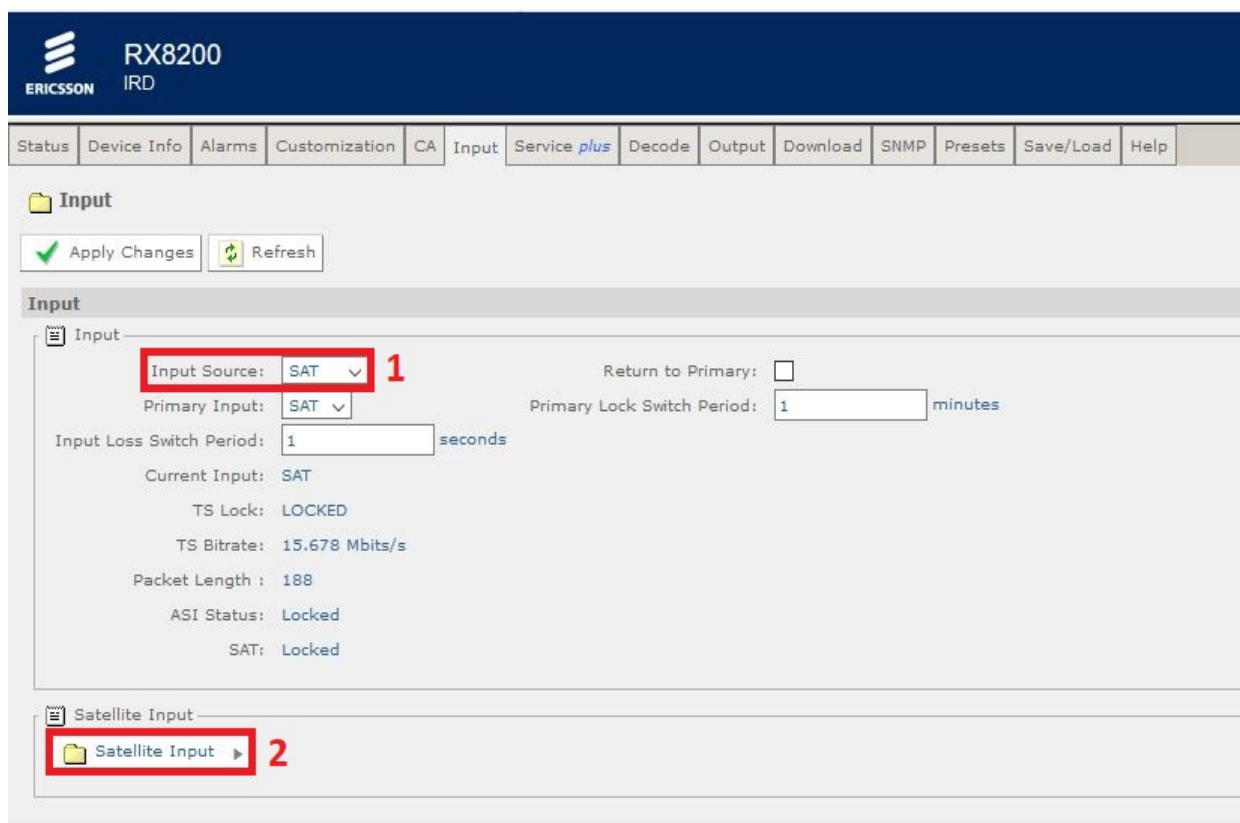 RX8200
IRD
ERICSSON
Status Device Info Alarms Customization CA Input Service plus Decode Output Download SNMP Presets Save/Load Help
Input
Apply Changes Refresh
Input
Input
Input Source: SAT 1 Return to Primary:
Primary Input: SAT Primary Lock Switch Period: 1 minutes
Input Loss Switch Period: 1 seconds
Current Input: SAT
TS Lock: LOCKED
TS Bitrate: 15.678 Mbits/s
Packet Length : 188
ASI Status: Locked
SAT: Locked
Satellite Input
Satellite Input 2